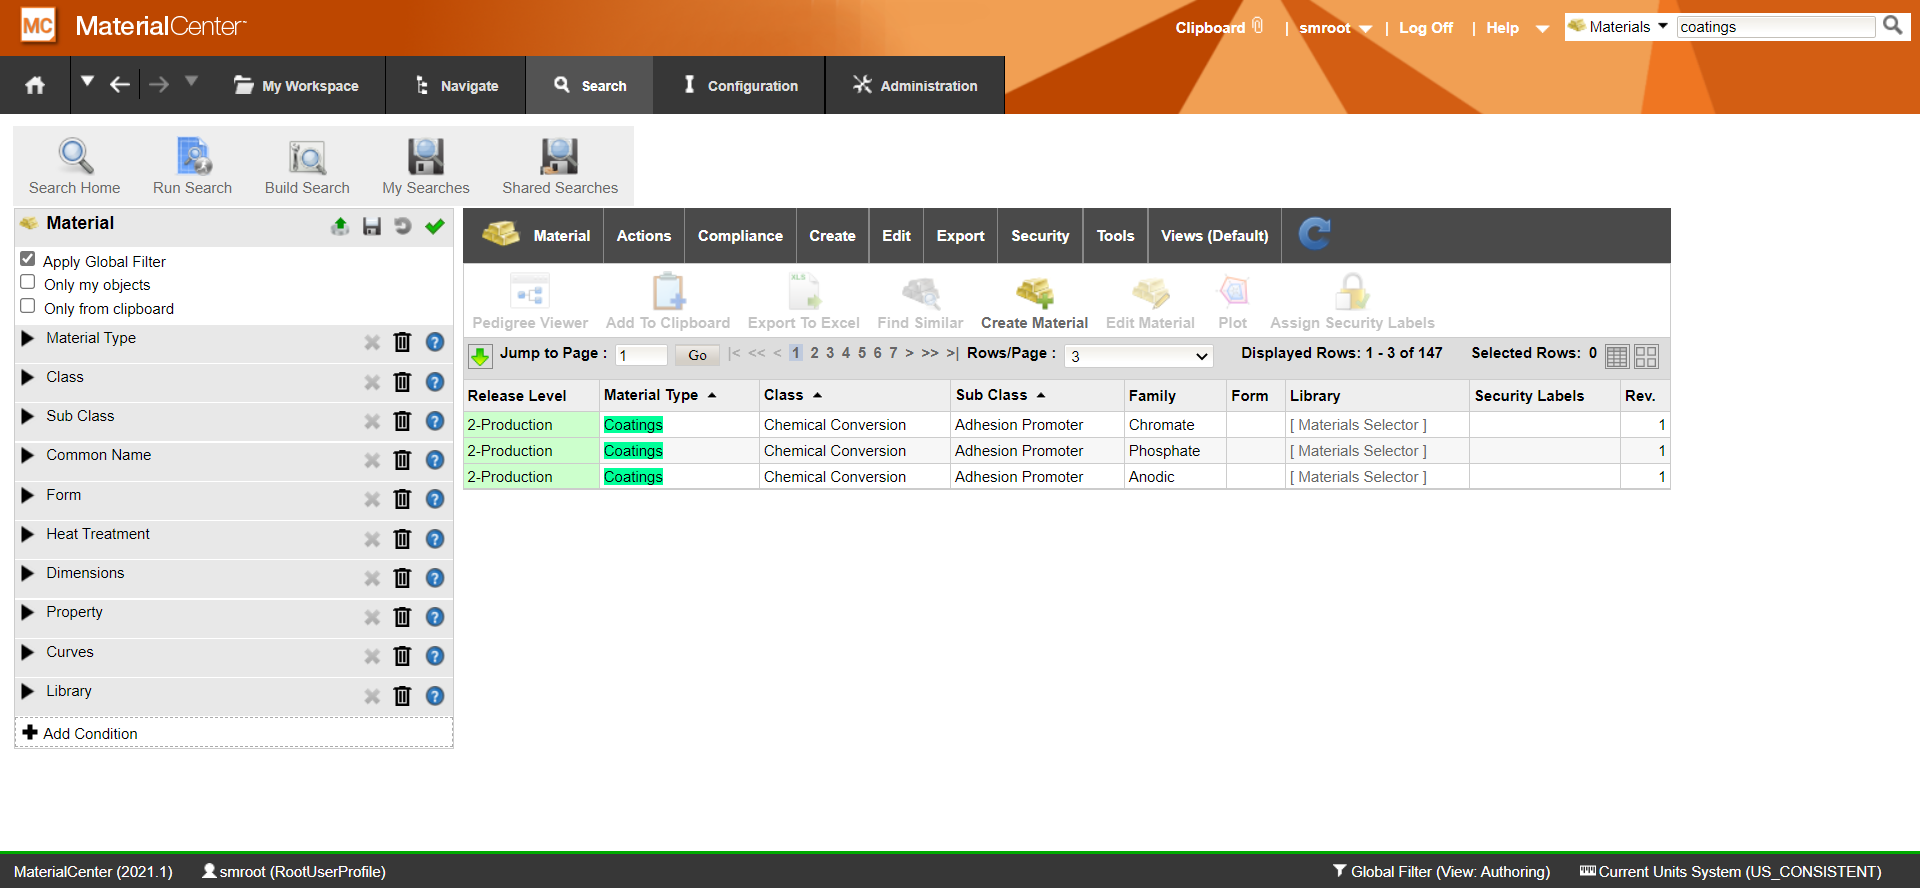 MC MaterialCenter
Clipboard | smroot | Log Off | Help Materials coatings
My Workspace Navigate Search Configuration Administration
Search Home Run Search Build Search My Searches Shared Searches
Material
Apply Global Filter
Only my objects
Only from clipboard
Material Type
Class
Sub Class
Common Name
Form
Heat Treatment
Dimensions
Property
Curves
Library
Add Condition
Material Actions Compliance Create Edit Export Security Tools Views (Default)
Pedigree Viewer Add To Clipboard Export To Excel Find Similar Create Material Edit Material Plot Assign Security Labels
Jump to Page : 1 Go |< << < 1 2 3 4 5 6 7 > >> >| Rows/Page : 3 Displayed Rows: 1 - 3 of 147 Selected Rows: 0
Release Level Material Type Class Sub Class Family Form Library Security Labels Rev.
2-Production Coatings Chemical Conversion Adhesion Promoter Chromate [ Materials Selector ] 1
2-Production Coatings Chemical Conversion Adhesion Promoter Phosphate [ Materials Selector ] 1
2-Production Coatings Chemical Conversion Adhesion Promoter Anodic [ Materials Selector ] 1
MaterialCenter (2021.1) smroot (RootUserProfile) Global Filter (View: Authoring) Current Units System (US_CONSISTENT)